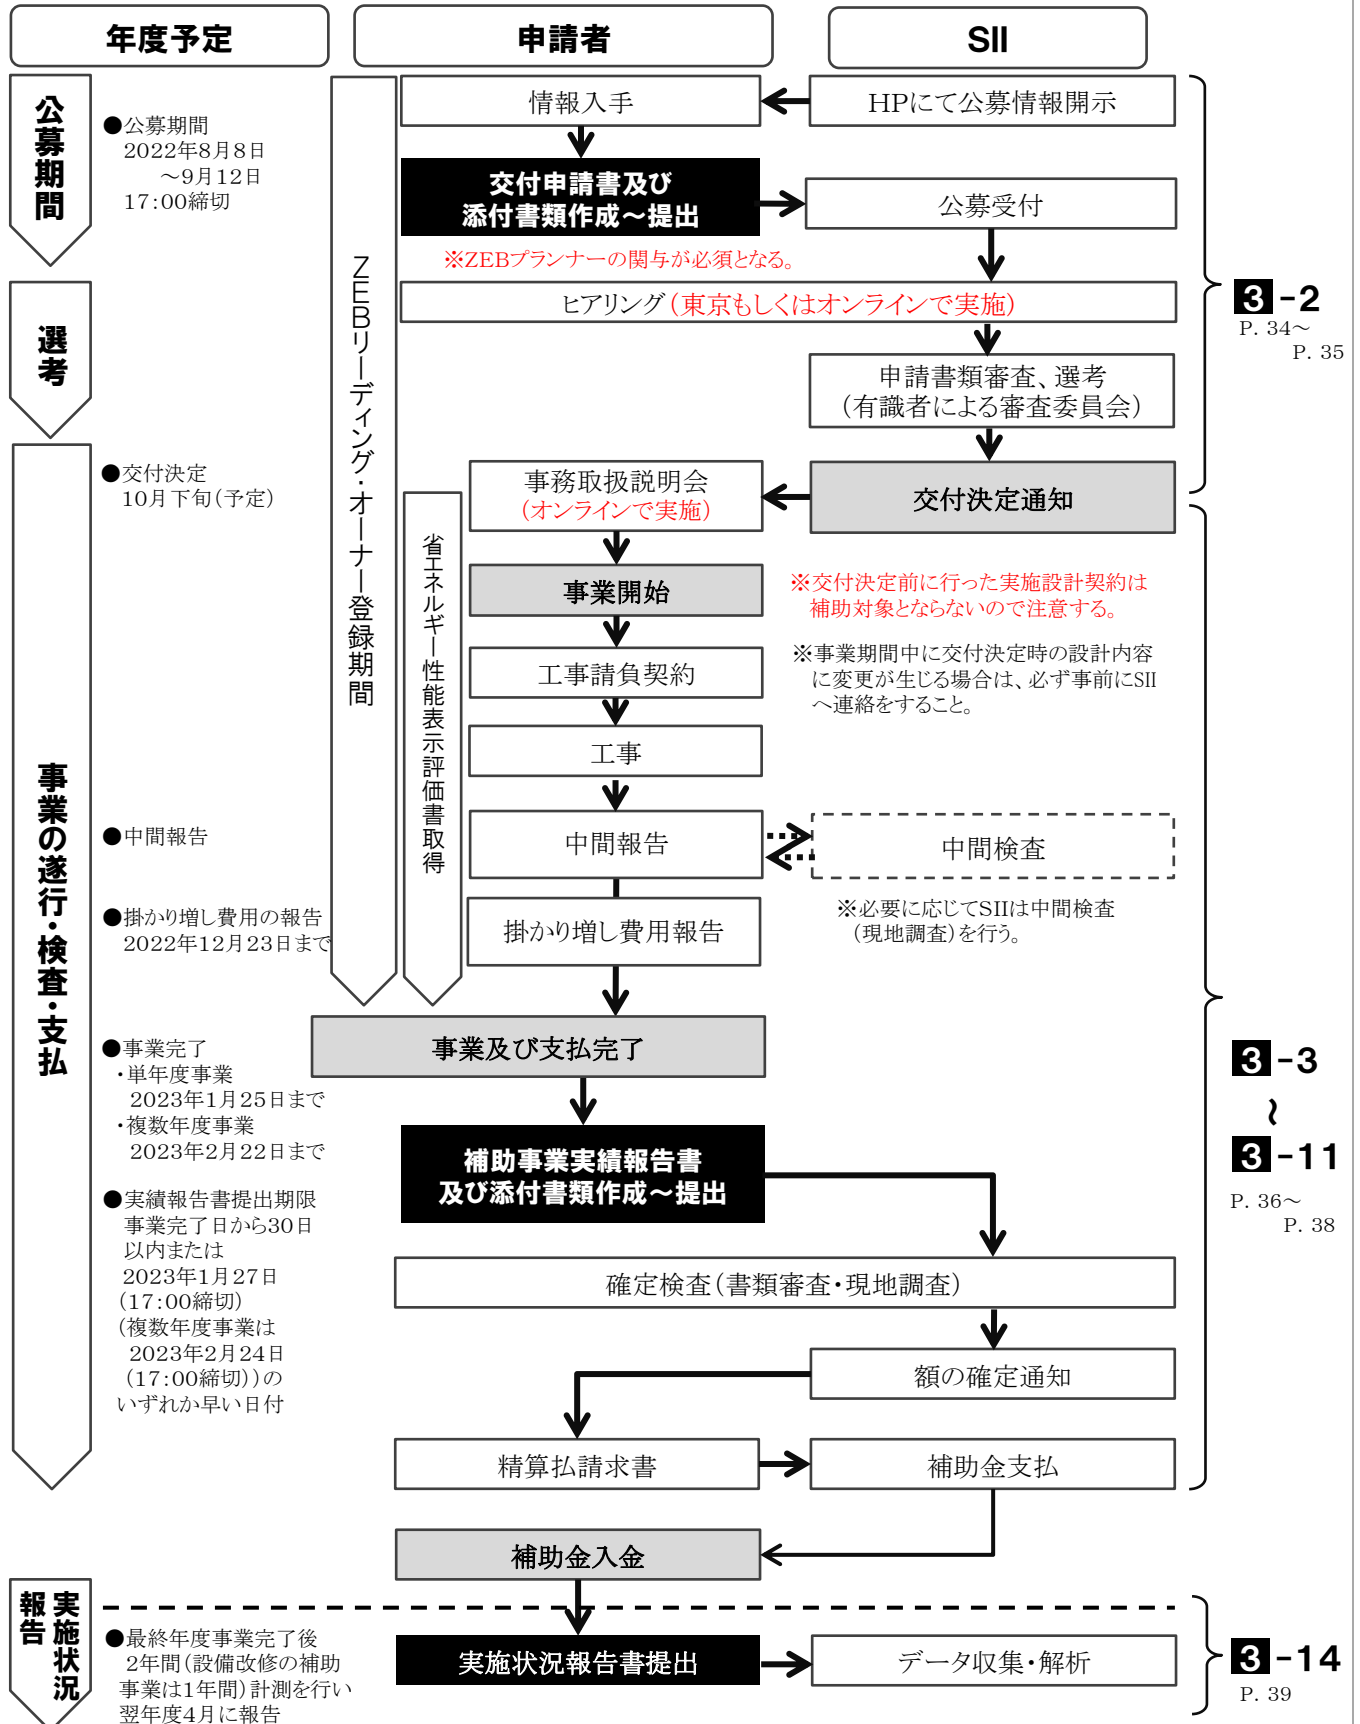 年度予定
申請者
SII
公募期間
●公募期間
2022年8月8日
～9月12日
17:00締切
情報入手
HPにて公募情報開示
交付申請書及び
添付書類作成～提出
公募受付
※ZEBプランナーの関与が必須となる。
ヒアリング(東京もしくはオンラインで実施)
選考
申請書類審査、選考
(有識者による審査委員会)
3-2
P. 34～
P. 35
ZEBリーディング・オーナー登録期間
●交付決定
10月下旬(予定)
事務取扱説明会
(オンラインで実施)
交付決定通知
省エネルギー性能表示評価書取得
事業開始
※交付決定前に行った実施設計契約は
補助対象とならないので注意する。
工事請負契約
※事業期間中に交付決定時の設計内容
に変更が生じる場合は、必ず事前にSII
へ連絡をすること。
工事
事業の遂行・検査・支払
●中間報告
中間報告
中間検査
●掛かり増し費用の報告
2022年12月23日まで
掛かり増し費用報告
※必要に応じてSIIは中間検査
(現地調査)を行う。
事業及び支払完了
●事業完了
・単年度事業
2023年1月25日まで
・複数年度事業
2023年2月22日まで
3-3
～
3-11
P. 36～
P. 38
補助事業実績報告書
及び添付書類作成～提出
●実績報告書提出期限
事業完了日から30日
以内または
2023年1月27日
(17:00締切)
(複数年度事業は
2023年2月24日
(17:00締切))の
いずれか早い日付
確定検査(書類審査・現地調査)
額の確定通知
精算払請求書
補助金支払
補助金入金
実施状況
報告
●最終年度事業完了後
2年間(設備改修の補助
事業は1年間)計測を行い
翌年度4月に報告
実施状況報告書提出
データ収集・解析
3-14
P. 39